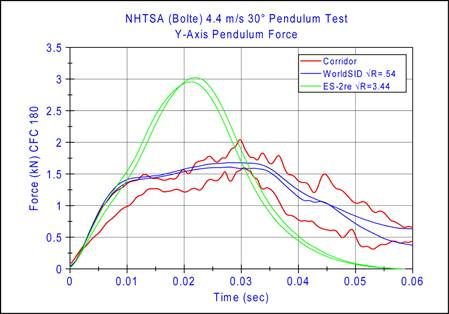 NHTSA (Bolte) 4.4 m/s 30° Pendulum Test
Y-Axis Pendulum Force
Corridor
WorldSID √R=.54
ES-2re √R=3.44
Force (kN) CFC 180
3.5
3
2.5
2
1.5
1
0.5
0
0 0.01 0.02 0.03 0.04 0.05 0.06
Time (sec)